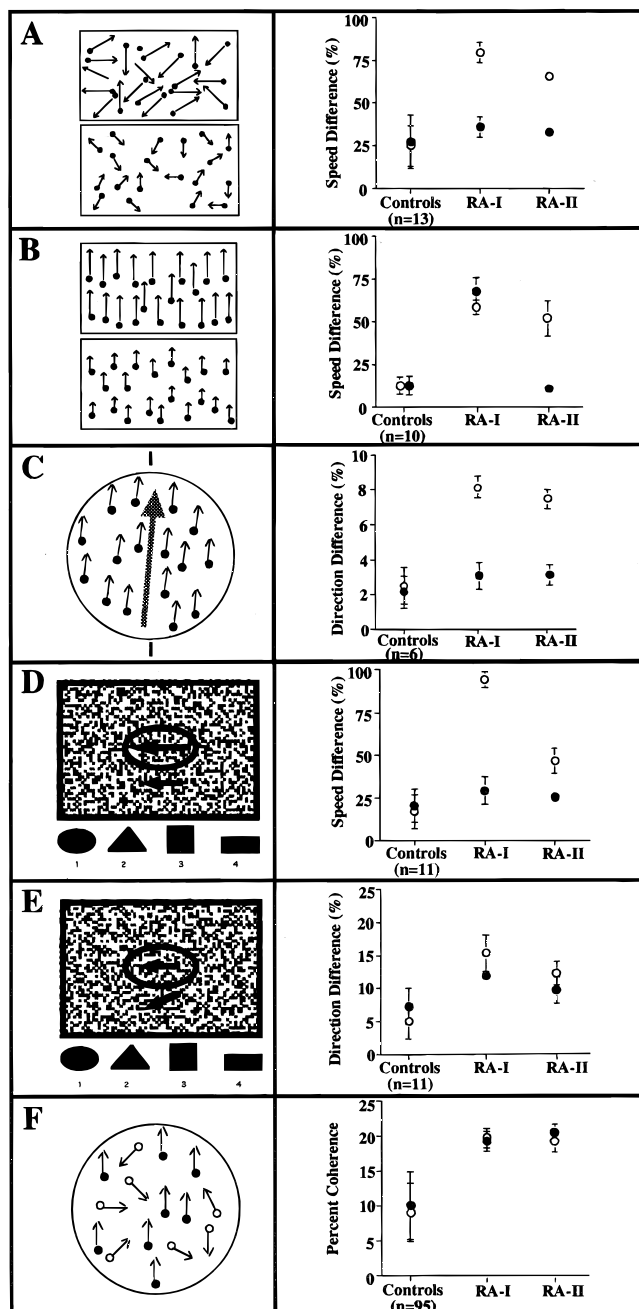 A
Speed Difference (%)
100
75
50
25
0
Controls
RA-I
RA-II
(n=13)
B
Speed Difference (%)
100
75
50
25
0
Controls
RA-I
RA-II
(n=10)
C
Direction Difference (%)
8
6
4
2
0
Controls
RA-I
RA-II
(n=6)
D
1
2
3
4
Speed Difference (%)
100
50
25
0
Controls
RA-I
RA-II
(n=11)
E
1
2
3
4
Direction Difference (%)
25
20
15
10
5
0
Controls
RA-I
RA-II
(n=11)
F
Percent Coherence
25
20
15
10
5
0
Controls
RA-I
RA-II
(n=95)